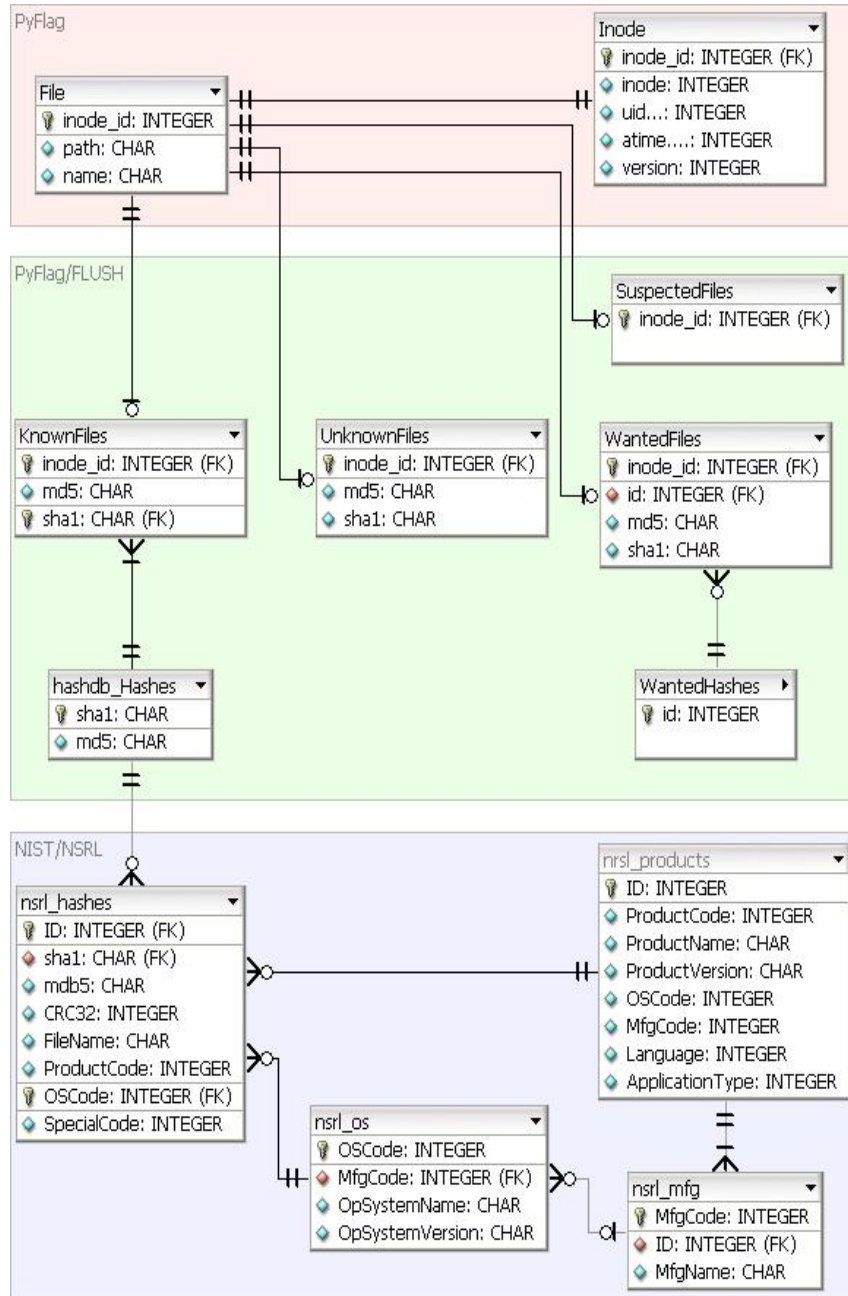 PyFlag
Inode
inode_id: INTEGER (FK)
inode: INTEGER
uid...: INTEGER
atime....: INTEGER
version: INTEGER
File
inode_id: INTEGER
path: CHAR
name: CHAR
PyFlag/FLUSH
SuspectedFiles
inode_id: INTEGER (FK)
KnownFiles
inode_id: INTEGER (FK)
md5: CHAR
sha1: CHAR (FK)
UnknownFiles
inode_id: INTEGER (FK)
md5: CHAR
sha1: CHAR
WantedFiles
inode_id: INTEGER (FK)
id: INTEGER (FK)
md5: CHAR
sha1: CHAR
hashdb_Hashes
sha1: CHAR
md5: CHAR
WantedHashes
id: INTEGER
NIST/NSRL
nsrl_hashes
ID: INTEGER (FK)
sha1: CHAR (FK)
mdb5: CHAR
CRC32: INTEGER
FileName: CHAR
ProductCode: INTEGER
OSCode: INTEGER (FK)
SpecialCode: INTEGER
nrsl_products
ID: INTEGER
ProductCode: INTEGER
ProductName: CHAR
ProductVersion: CHAR
OSCode: INTEGER
MfgCode: INTEGER
Language: INTEGER
ApplicationType: INTEGER
nsrl_os
OSCode: INTEGER
MfgCode: INTEGER (FK)
OpSystemName: CHAR
OpSystemVersion: CHAR
nsrl_mfg
MfgCode: INTEGER
ID: INTEGER (FK)
MfgName: CHAR